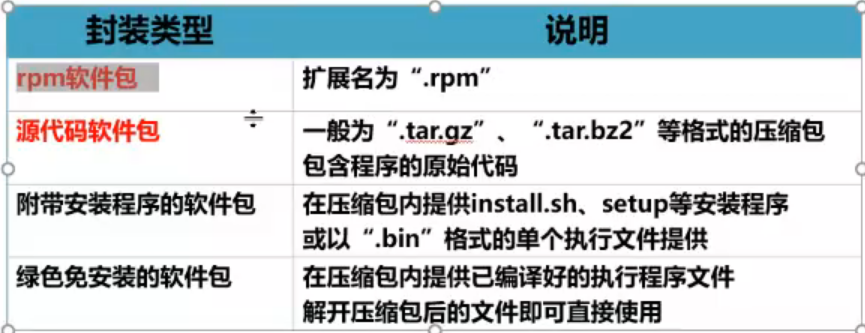 封装类型 说明
rpm软件包 扩展名为“.rpm”
源代码软件包 一般为“.tar.gz”、“.tar.bz2”等格式的压缩包
包含程序的原始代码
附带安装程序的软件包 在压缩包内提供install.sh、setup等安装程序
或以“.bin”格式的单个执行文件提供
绿色免安装的软件包 在压缩包内提供已编译好的执行程序文件
解开压缩包后的文件即可直接使用